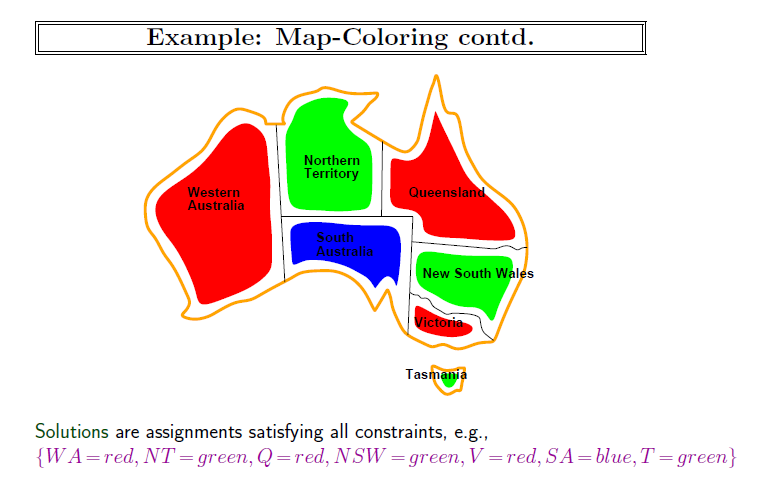 Example: Map-Coloring contd.
Northern
Territory
Western
Australia
Queensland
South
Australia
New South Wales
Victoria
Tasmania
Solutions are assignments satisfying all constraints, e.g.,
{WA = red, NT = green, Q = red, NSW = green, V = red, SA = blue, T = green}